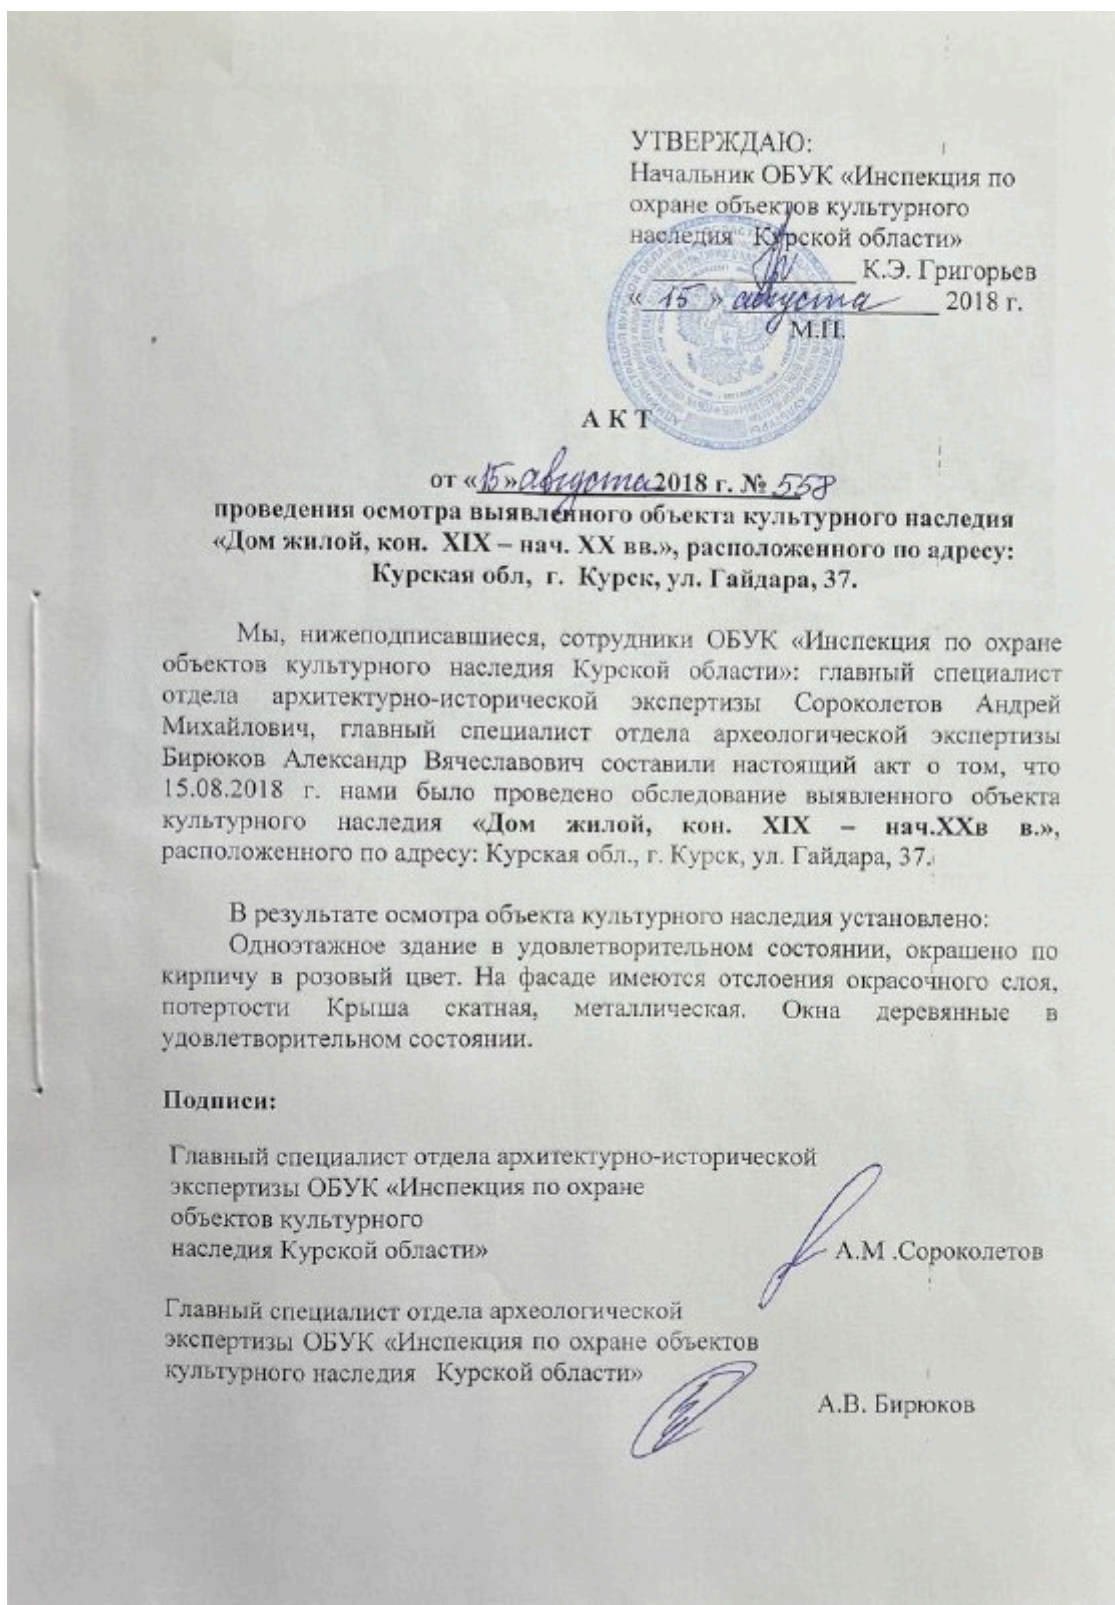 УТВЕРЖДАЮ:
Начальник ОБУК «Инспекция по
охране объектов культурного
наследия Курской области»
К.Э. Григорьев
« 15 » августа 2018 г.
М.П.
А К Т
от «15» августа 2018 г. № 558
проведения осмотра выявленного объекта культурного наследия
«Дом жилой, кон. XIX – нач. XX вв.», расположенного по адресу:
Курская обл, г. Курск, ул. Гайдара, 37.
Мы, нижеподписавшиеся, сотрудники ОБУК «Инспекция по охране
объектов культурного наследия Курской области»: главный специалист
отдела архитектурно-исторической экспертизы Сороколетов Андрей
Михайлович, главный специалист отдела археологической экспертизы
Бирюков Александр Вячеславович составили настоящий акт о том, что
15.08.2018 г. нами было проведено обследование выявленного объекта
культурного наследия «Дом жилой, кон. XIX – нач.XXв в.»,
расположенного по адресу: Курская обл., г. Курск, ул. Гайдара, 37.
В результате осмотра объекта культурного наследия установлено:
Одноэтажное здание в удовлетворительном состоянии, окрашено по
кирпичу в розовый цвет. На фасаде имеются отслоения окрасочного слоя,
потертости Крыша скатная, металлическая. Окна деревянные в
удовлетворительном состоянии.
Подписи:
Главный специалист отдела архитектурно-исторической
экспертизы ОБУК «Инспекция по охране
объектов культурного
наследия Курской области» А.М .Сороколетов
Главный специалист отдела археологической
экспертизы ОБУК «Инспекция по охране объектов
культурного наследия Курской области»
А.В. Бирюков